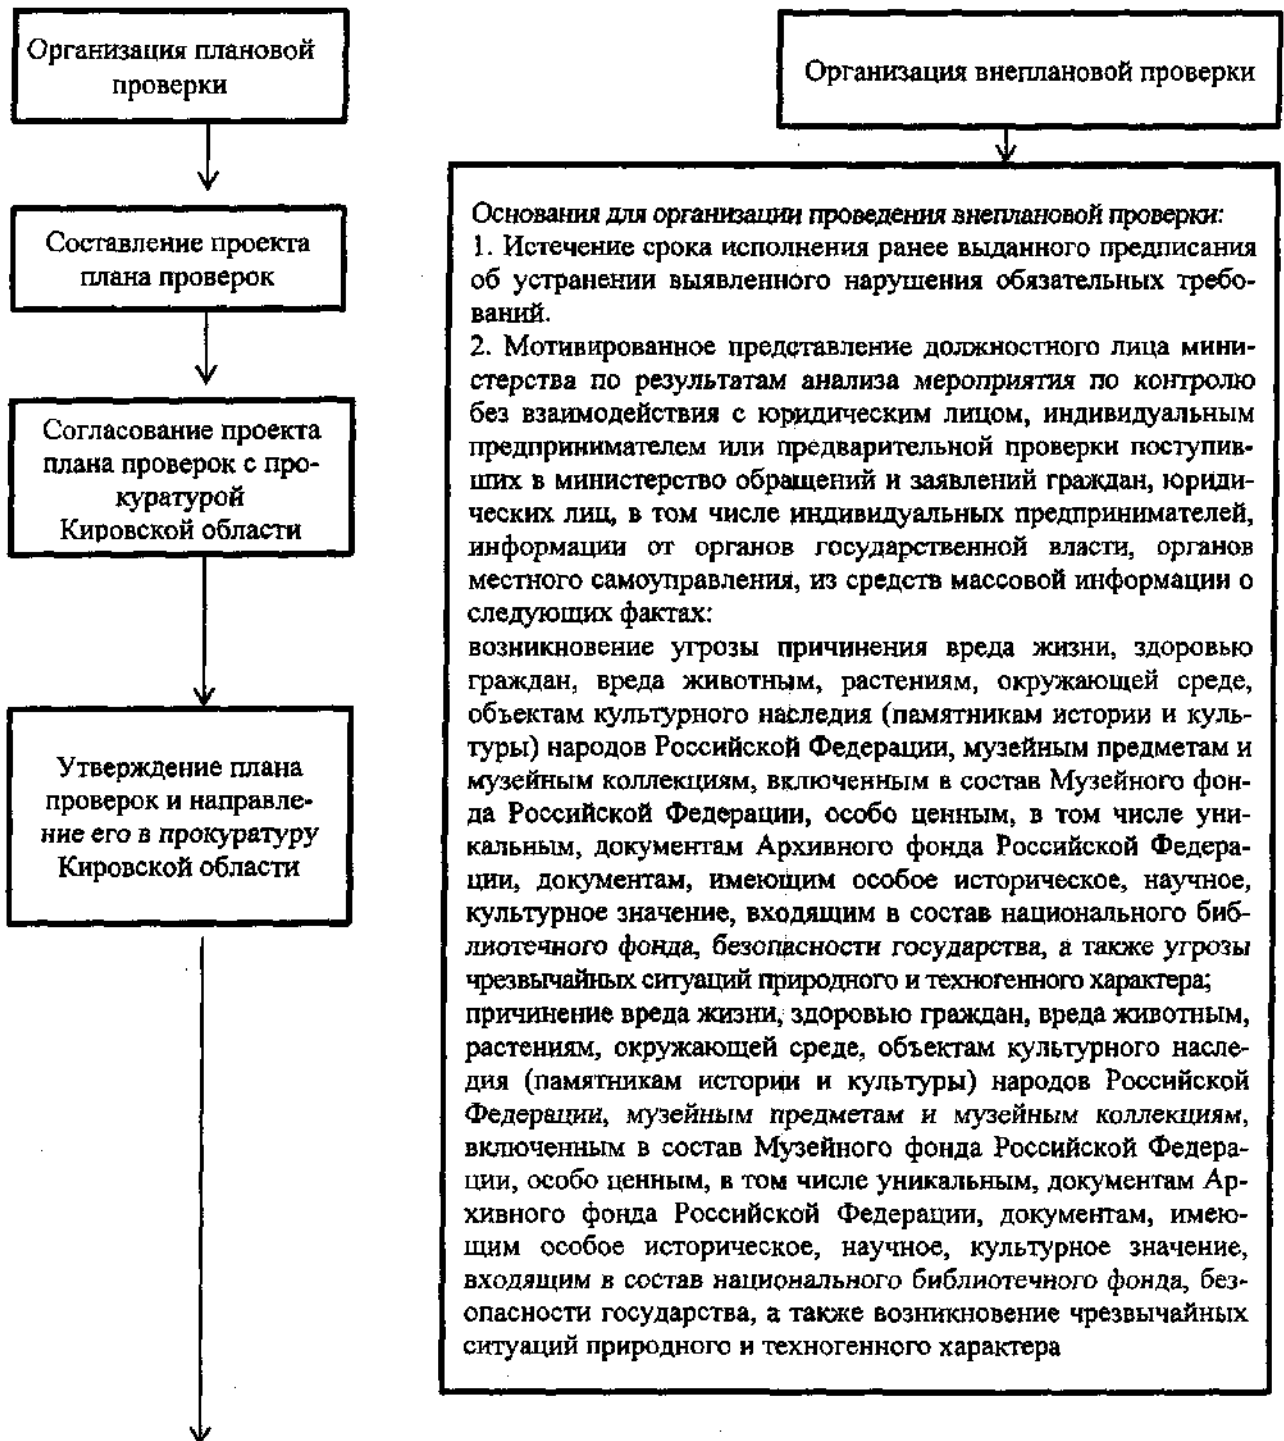 Организация плановой
проверки
Составление проекта
плана проверок
Согласование проекта
плана проверок с про-
куратурой
Кировской области
Утверждение плана
проверок и направле-
ние его в прокуратуру
Кировской области
Организация внеплановой проверки
Основания для организации проведения внеплановой проверки:
1. Истечение срока исполнения ранее выданного предписания
об устранении выявленного нарушения обязательных требо-
ваний.
2. Мотивированное представление должностного лица мини-
стерства по результатам анализа мероприятия по контролю
без взаимодействия с юридическим лицом, индивидуальным
предпринимателем или предварительной проверки поступив-
ших в министерство обращений и заявлений граждан, юриди-
ческих лиц, в том числе индивидуальных предпринимателей,
информации от органов государственной власти, органов
местного самоуправления, из средств массовой информации о
следующих фактах:
возникновение угрозы причинения вреда жизни, здоровью
граждан, вреда животным, растениям, окружающей среде,
объектам культурного наследия (памятникам истории и куль-
туры) народов Российской Федерации, музейным предметам и
музейным коллекциям, включенным в состав Музейного фон-
да Российской Федерации, особо ценным, в том числе уни-
кальным, документам Архивного фонда Российской Федера-
ции, документам, имеющим особое историческое, научное,
культурное значение, входящим в состав национального биб-
лиотечного фонда, безопасности государства, а также угрозы
чрезвычайных ситуаций природного и техногенного характера;
причинение вреда жизни, здоровью граждан, вреда животным,
растениям, окружающей среде, объектам культурного насле-
дия (памятникам истории и культуры) народов Российской
Федерации, музейным предметам и музейным коллекциям,
включенным в состав Музейного фонда Российской Федера-
ции, особо ценным, в том числе уникальным, документам Ар-
хивного фонда Российской Федерации, документам, имею-
щим особое историческое, научное, культурное значение,
входящим в состав национального библиотечного фонда, без-
опасности государства, а также возникновение чрезвычайных
ситуаций природного и техногенного характера